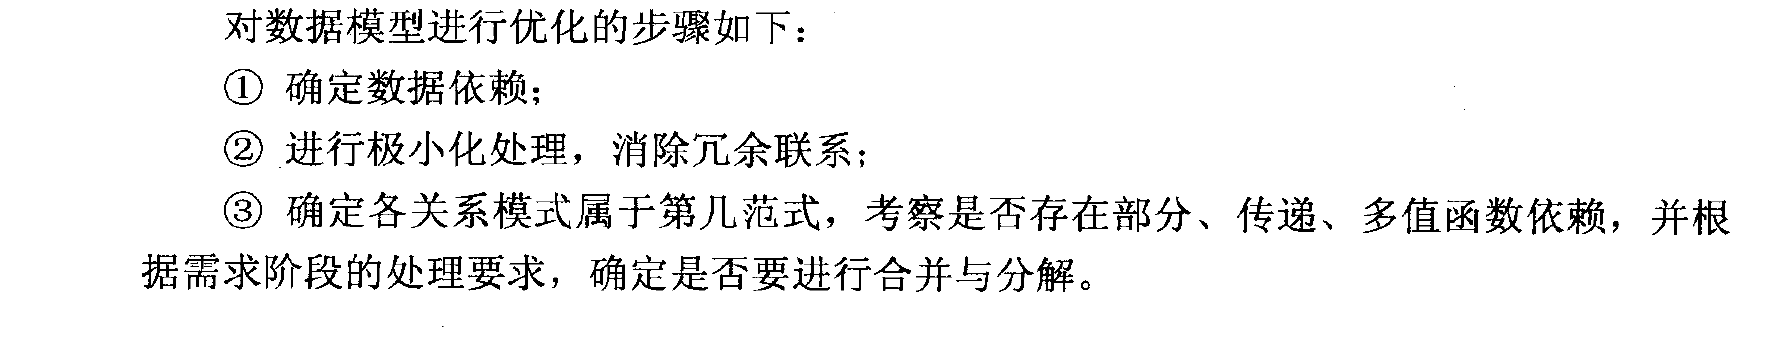 对数据模型进行优化的步骤如下：
① 确定数据依赖；
② 进行极小化处理，消除冗余联系；
③ 确定各关系模式属于第几范式，考察是否存在部分、传递、多值函数依赖，并根
据需求阶段的处理要求，确定是否要进行合并与分解。